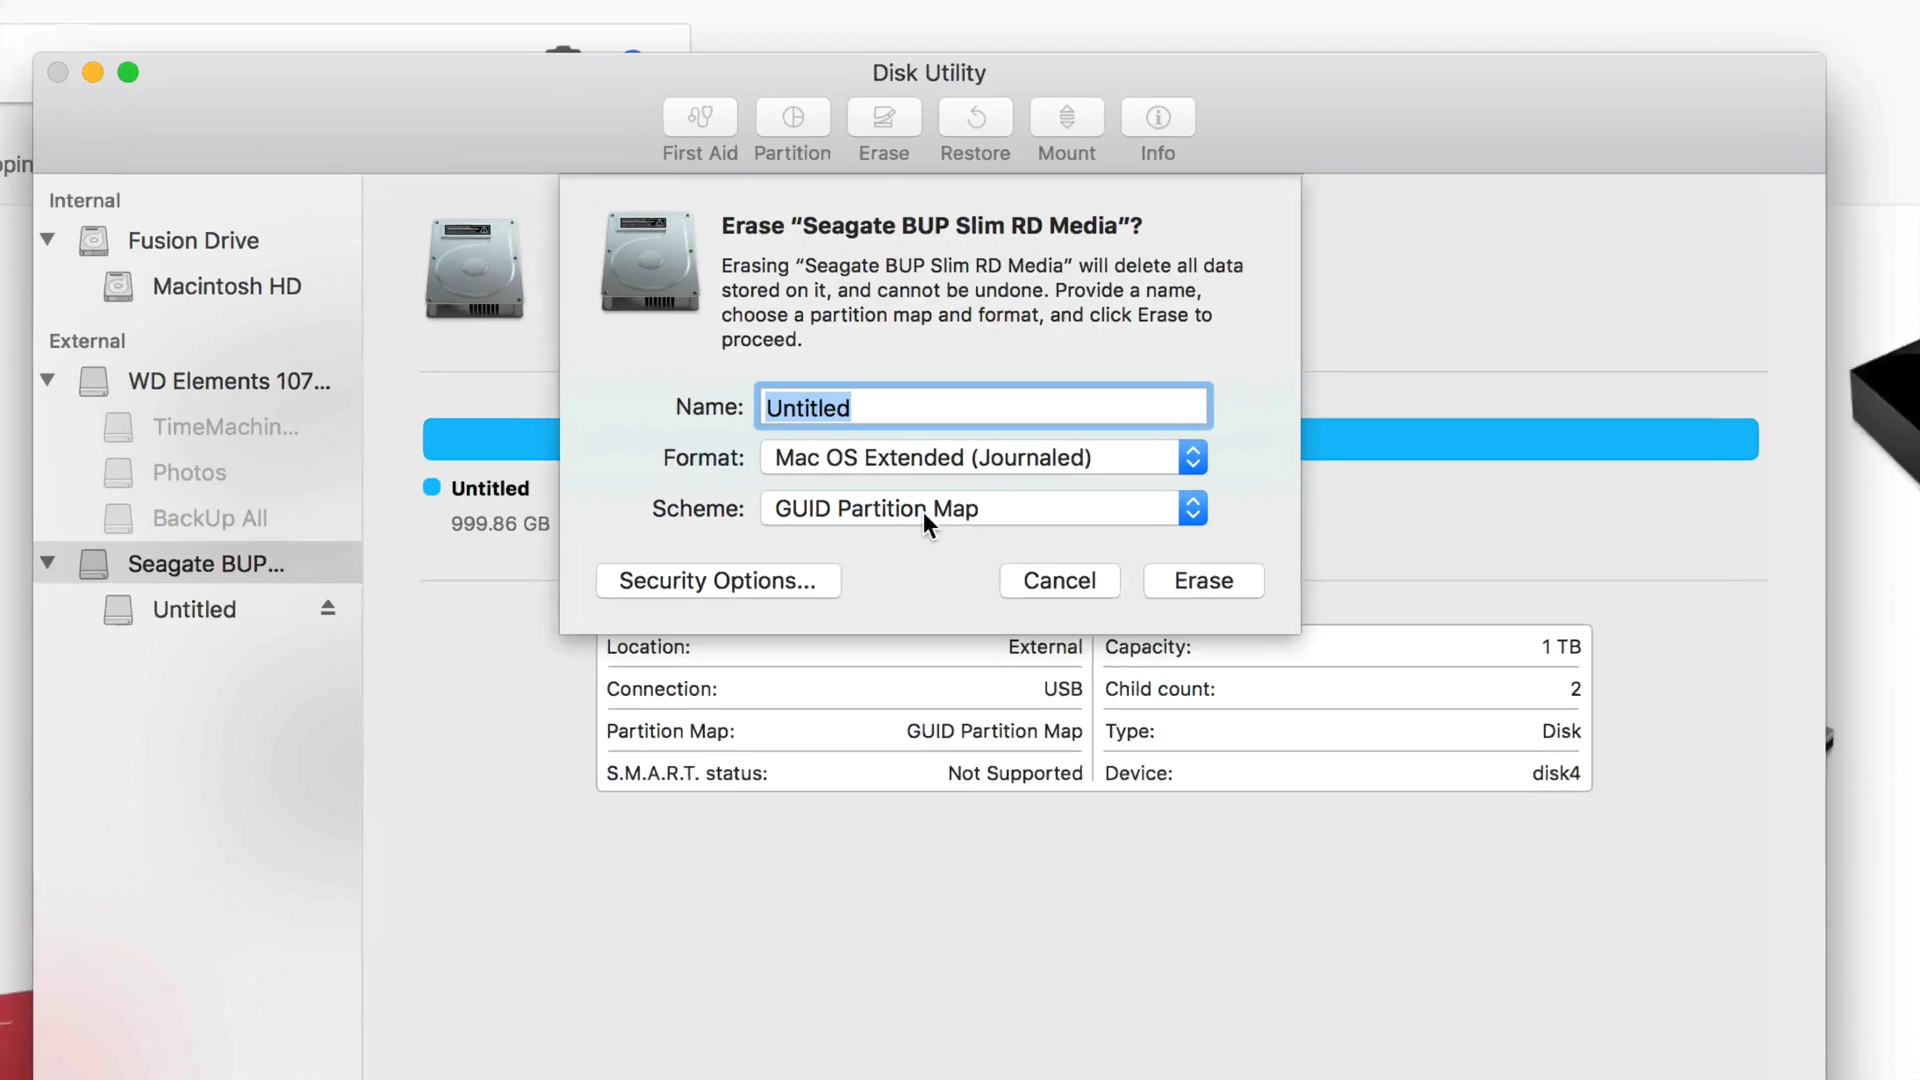 Disk Utility
First Aid
Partition
Erase
Restore
Mount
Info
Internal
Fusion Drive
Macintosh HD
External
WD Elements 107...
TimeMachin...
Photos
BackUp All
Seagate BUP...
Untitled
Erase “Seagate BUP Slim RD Media”?
Erasing “Seagate BUP Slim RD Media” will delete all data
stored on it, and cannot be undone. Provide a name,
choose a partition map and format, and click Erase to
proceed.
Name: Untitled
Format: Mac OS Extended (Journaled)
Scheme: GUID Partition Map
Security Options...
Cancel
Erase
Untitled
999.86 GB
Location: External
Connection: USB
Partition Map: GUID Partition Map
S.M.A.R.T. status: Not Supported
Capacity: 1 TB
Child count: 2
Type: Disk
Device: disk4